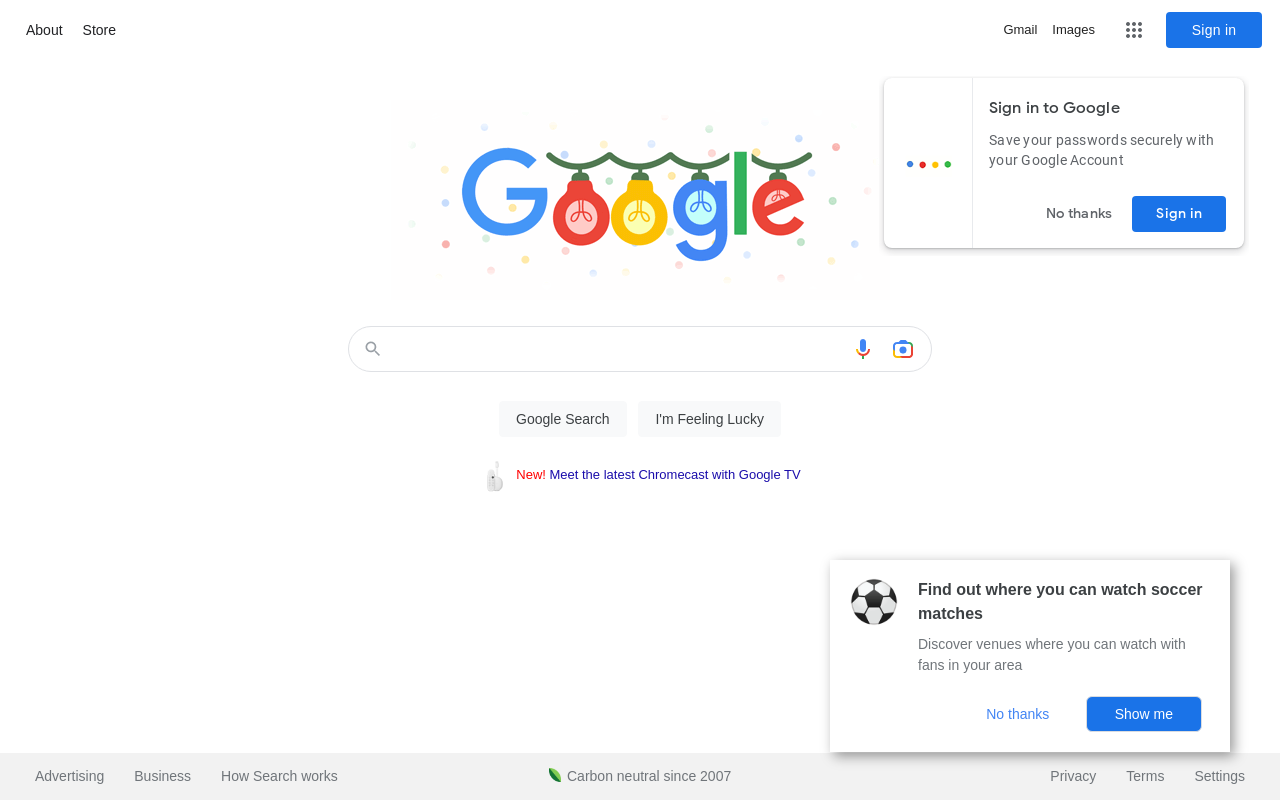 About Store
Gmail Images
Sign in
Google
Sign in to Google
Save your passwords securely with
your Google Account
No thanks
Sign in
Google Search
I'm Feeling Lucky
New! Meet the latest Chromecast with Google TV
Find out where you can watch soccer
matches
Discover venues where you can watch with
fans in your area
No thanks
Show me
Advertising Business How Search works
Carbon neutral since 2007
Privacy Terms Settings